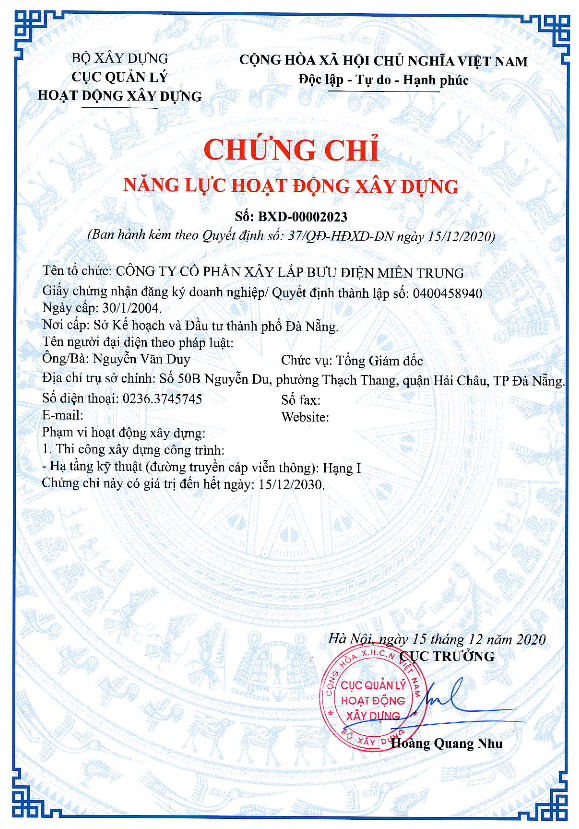 BỘ XÂY DỰNG
CỤC QUẢN LÝ
HOẠT ĐỘNG XÂY DỰNG
CỘNG HÒA XÃ HỘI CHỦ NGHĨA VIỆT NAM
Độc lập - Tự do - Hạnh phúc
CHỨNG CHỈ
NĂNG LỰC HOẠT ĐỘNG XÂY DỰNG
Số: BXD-00002023
(Ban hành kèm theo Quyết định số: 37/QĐ-HĐXD-DN ngày 15/12/2020)
Tên tổ chức: CÔNG TY CỔ PHẦN XÂY LẮP BƯU ĐIỆN MIỀN TRUNG
Giấy chứng nhận đăng ký doanh nghiệp/ Quyết định thành lập số: 0400458940
Ngày cấp: 30/1/2004.
Nơi cấp: Sở Kế hoạch và Đầu tư thành phố Đà Nẵng.
Tên người đại diện theo pháp luật:
Ông/Bà: Nguyễn Văn Duy Chức vụ: Tổng Giám đốc
Địa chỉ trụ sở chính: Số 50B Nguyễn Du, phường Thạch Thang, quận Hải Châu, TP Đà Nẵng.
Số điện thoại: 0236.3745745 Số fax:
E-mail: Website:
Phạm vi hoạt động xây dựng:
1. Thi công xây dựng công trình:
- Hạ tầng kỹ thuật (đường truyền cáp viễn thông): Hạng I
Chứng chỉ này có giá trị đến hết ngày: 15/12/2030.
Hà Nội, ngày 15 tháng 12 năm 2020
CỤC TRƯỞNG
CỘNG HÒA X.H.C.N VIỆT NAM
CỤC QUẢN LÝ
HOẠT ĐỘNG
XÂY DỰNG
BỘ XÂY DỰNG
Hoàng Quang Nhu